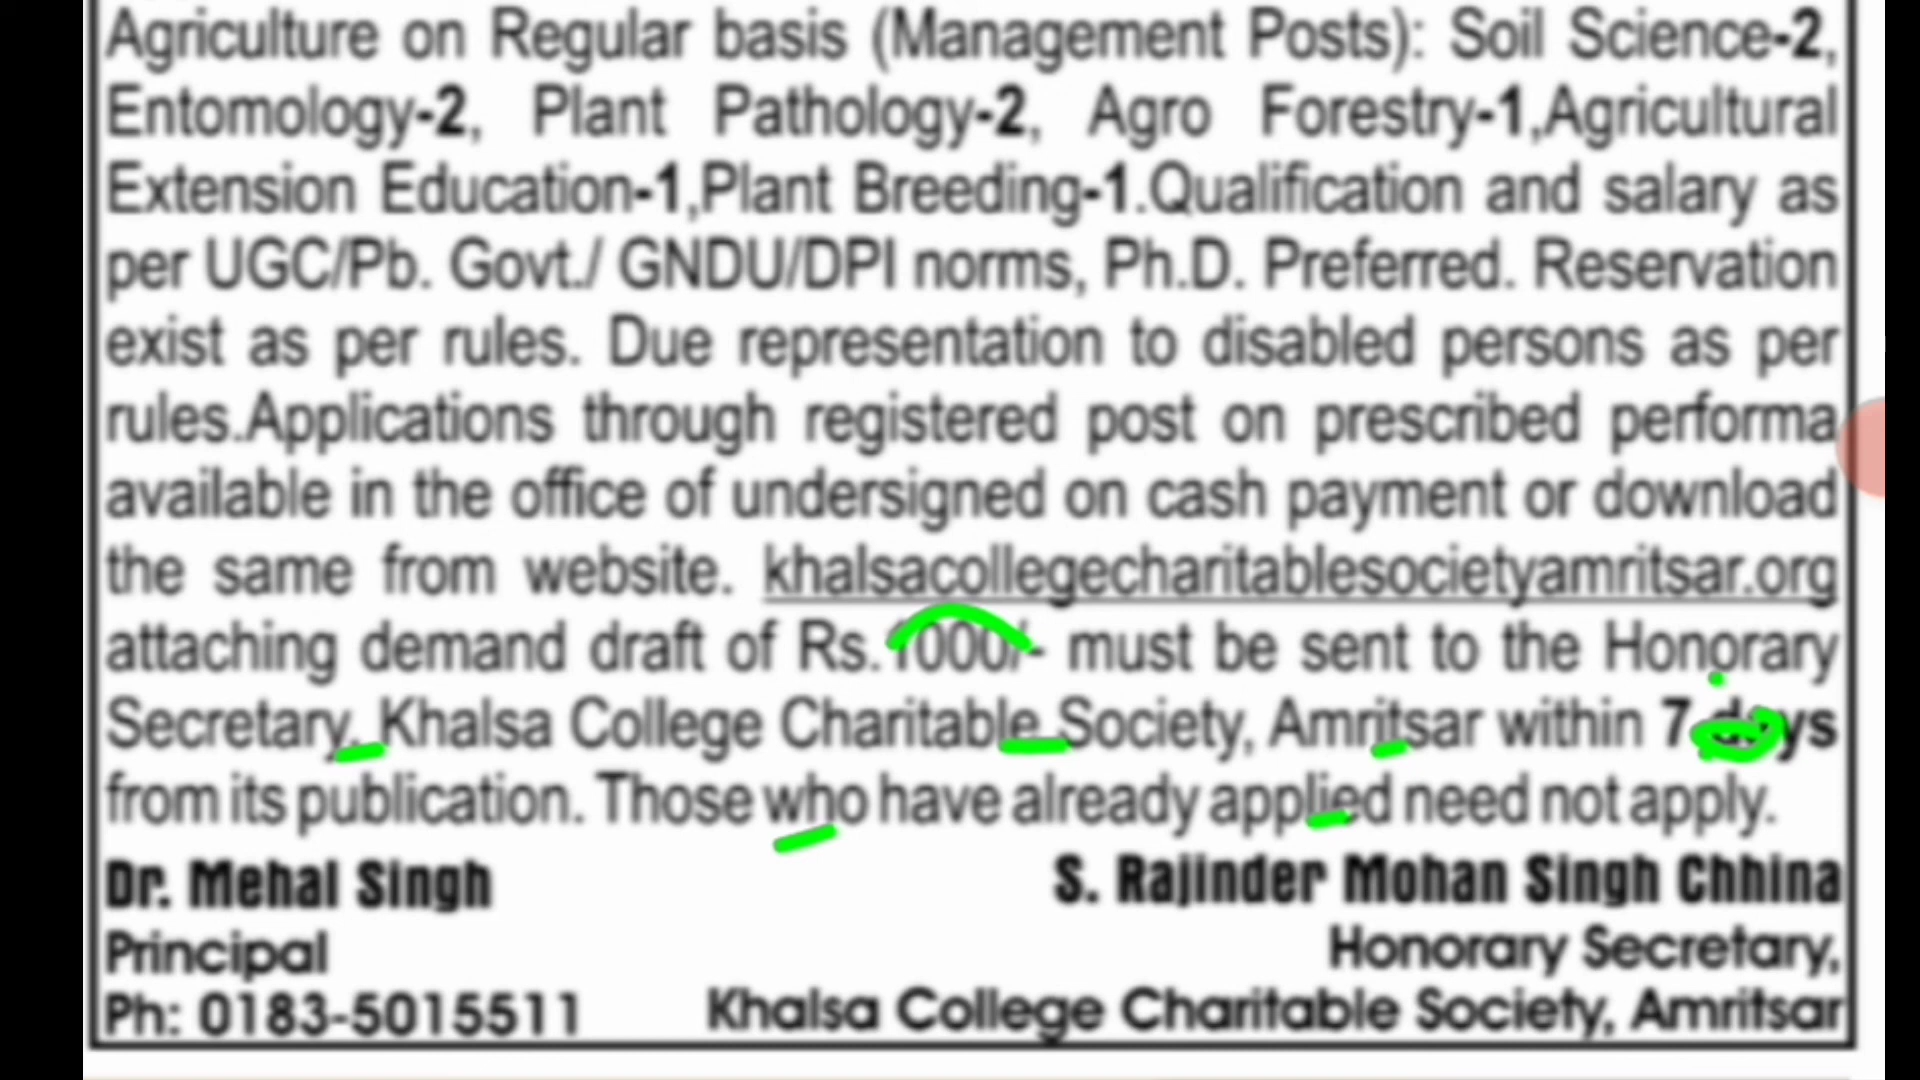 Agriculture on Regular basis (Management Posts): Soil Science-2,
Entomology-2, Plant Pathology-2, Agro Forestry-1,Agricultural
Extension Education-1,Plant Breeding-1.Qualification and salary as
per UGC/Pb. Govt./ GNDU/DPI norms, Ph.D. Preferred. Reservation
exist as per rules. Due representation to disabled persons as per
rules.Applications through registered post on prescribed performa
available in the office of undersigned on cash payment or download
the same from website. khalsacollegecharitablesocietyamritsar.org
attaching demand draft of Rs.1000/- must be sent to the Honorary
Secretary, Khalsa College Charitable Society, Amritsar within 7 days
from its publication. Those who have already applied need not apply.
Dr. Mehal Singh
Principal
Ph: 0183-5015511
S. Rajinder Mohan Singh Chhina
Honorary Secretary,
Khalsa College Charitable Society, Amritsar